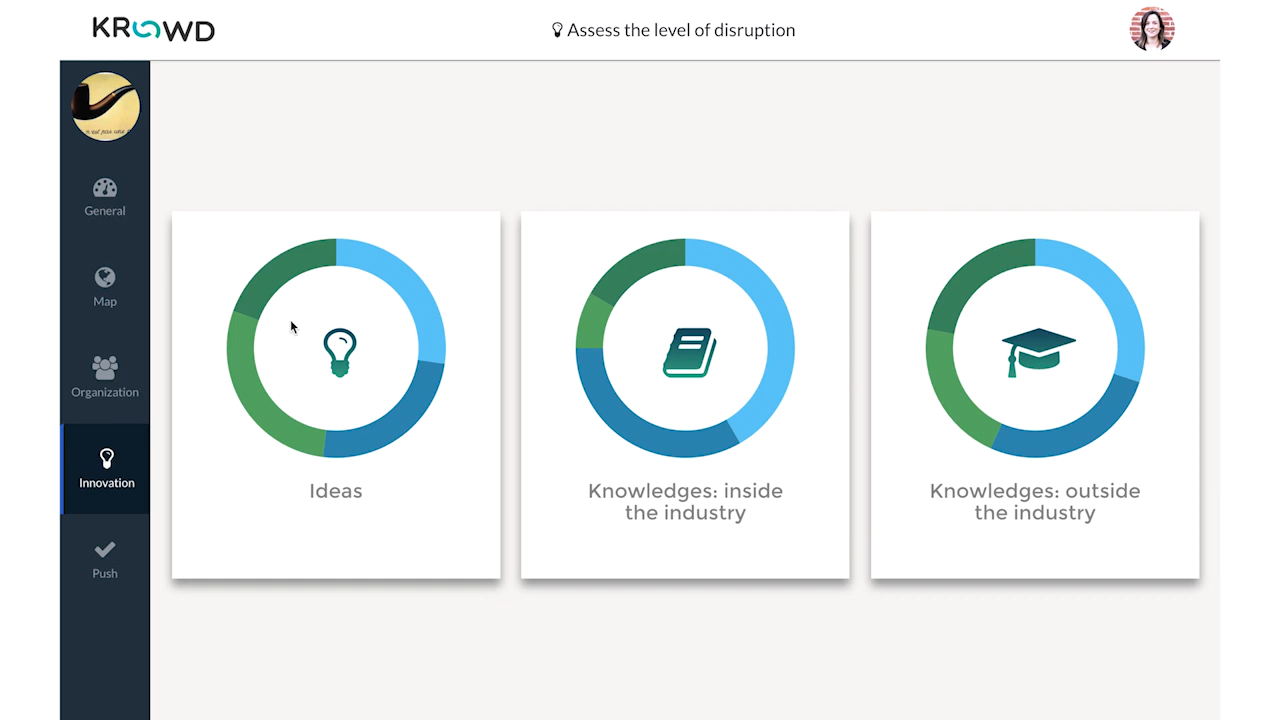 KROWD
Assess the level of disruption
General
Map
Organization
Innovation
Push
Ideas
Knowledges: inside
the industry
Knowledges: outside
the industry